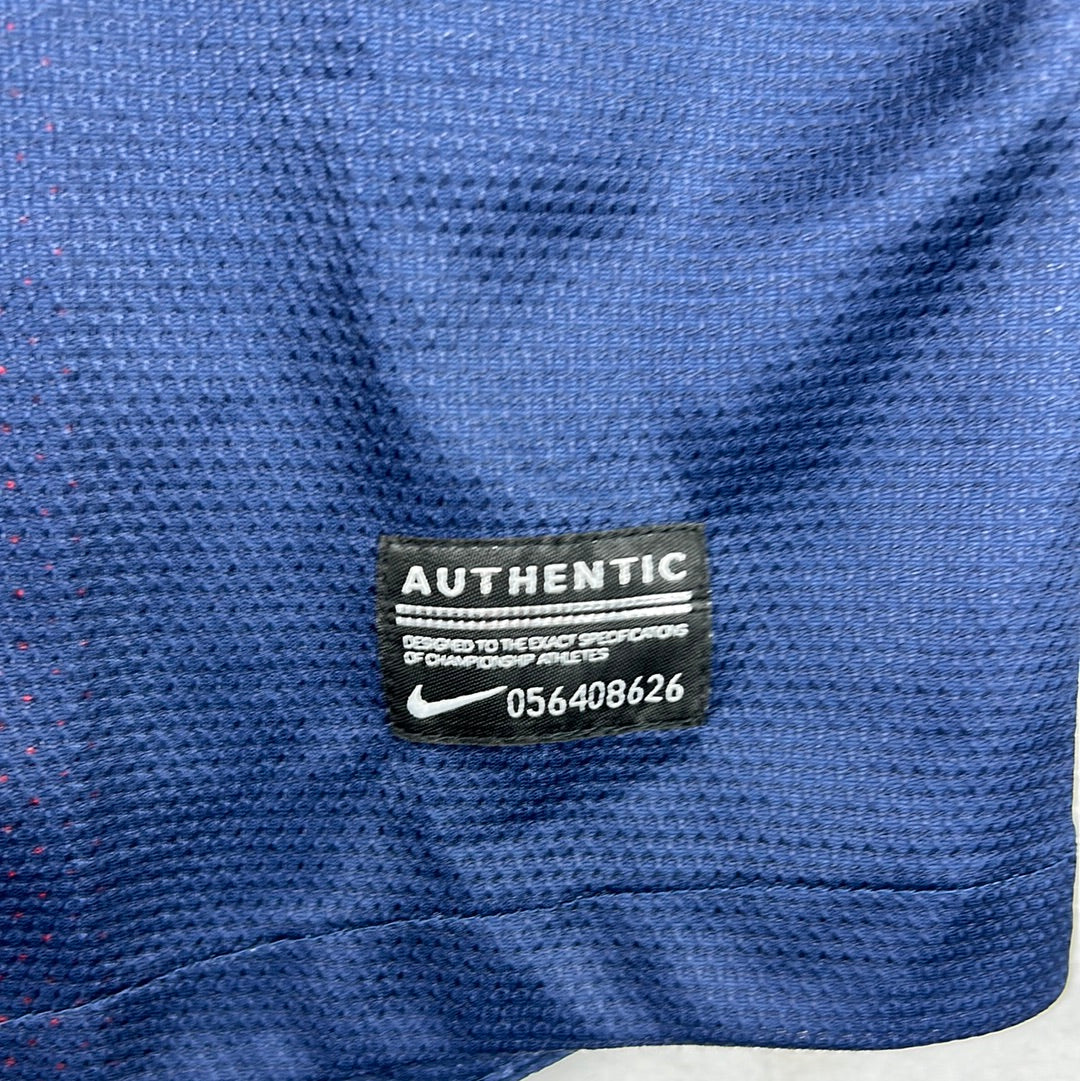 AUTHENTIC
DESIGNED TO THE EXACT SPECIFICATIONS
OF CHAMPIONSHIP ATHLETES
056408626